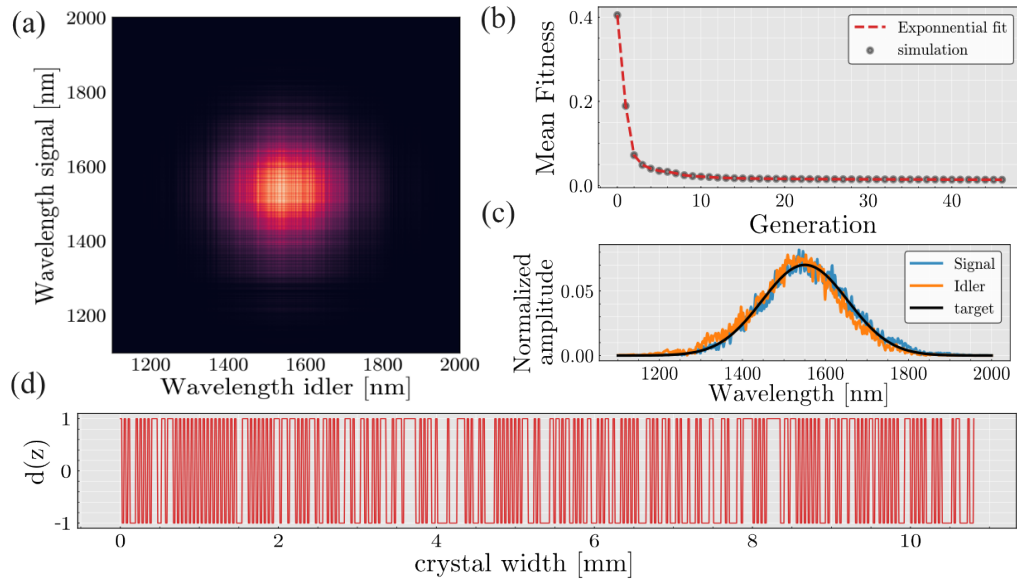 (a)
2000
1800
1600
1400
1200
Wavelength signal [nm]
1200 1400 1600 1800 2000
Wavelength idler [nm]
(b)
0.4
0.2
0.0
Mean Fitness
Exponnential fit
simulation
0 10 20 30 40
Generation
(c)
0.05
0.00
Normalized
amplitude
Signal
Idler
target
1200 1400 1600 1800 2000
Wavelength [nm]
(d)
1
0
-1
d(z)
0 2 4 6 8 10
crystal width [mm]